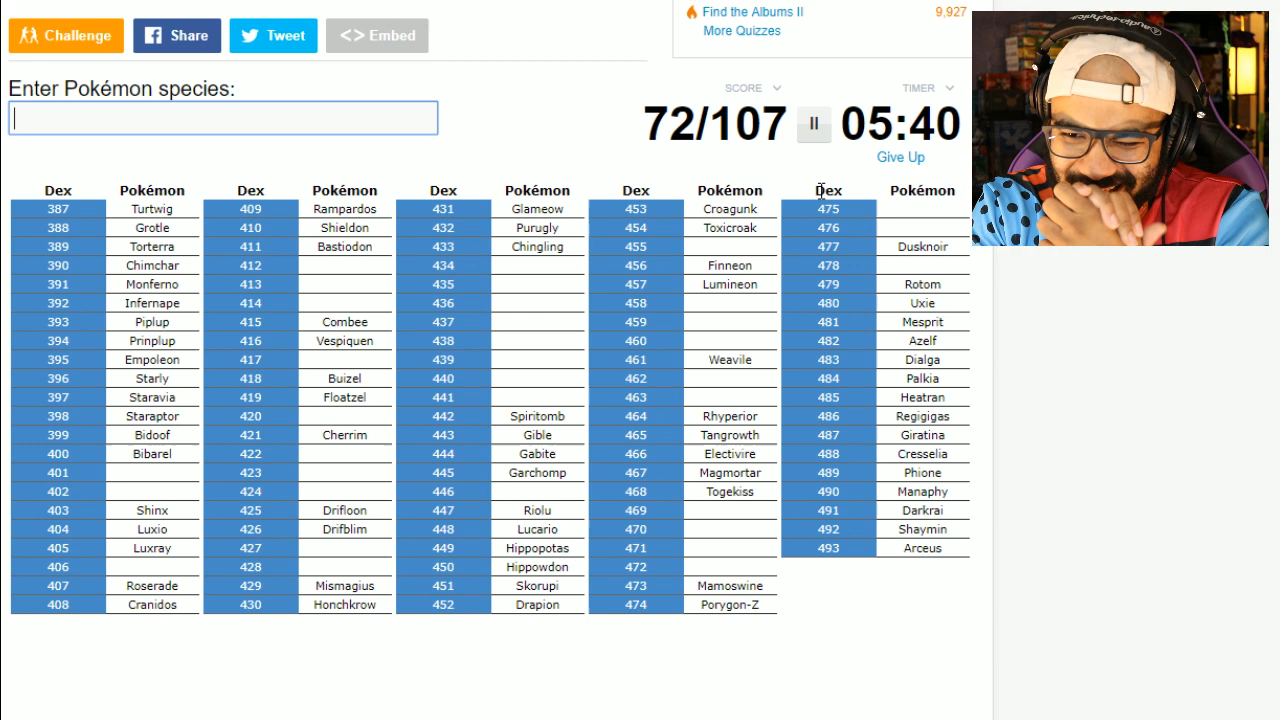 Challenge Share Tweet <> Embed
Find the Albums II 9,927
More Quizzes
Enter Pokémon species:
SCORE TIMER
72/107 II 05:40
Give Up
Dex Pokémon Dex Pokémon Dex Pokémon Dex Pokémon Dex Pokémon
387 Turtwig 409 Rampardos 431 Glameow 453 Croagunk 475
388 Grotle 410 Shieldon 432 Purugly 454 Toxicroak 476
389 Torterra 411 Bastiodon 433 Chingling 455 477 Dusknoir
390 Chimchar 412 434 456 Finneon 478
391 Monferno 413 435 457 Lumineon 479 Rotom
392 Infernape 414 436 458 480 Uxie
393 Piplup 415 Combee 437 459 481 Mesprit
394 Prinplup 416 Vespiquen 438 460 482 Azelf
395 Empoleon 417 439 461 Weavile 483 Dialga
396 Starly 418 Buizel 440 462 484 Palkia
397 Staravia 419 Floatzel 441 463 485 Heatran
398 Staraptor 420 442 Spiritomb 464 Rhyperior 486 Regigigas
399 Bidoof 421 Cherrim 443 Gible 465 Tangrowth 487 Giratina
400 Bibarel 422 444 Gabite 466 Electivire 488 Cresselia
401 423 445 Garchomp 467 Magmortar 489 Phione
402 424 446 468 Togekiss 490 Manaphy
403 Shinx 425 Drifloon 447 Riolu 469 491 Darkrai
404 Luxio 426 Drifblim 448 Lucario 470 492 Shaymin
405 Luxray 427 449 Hippopotas 471 493 Arceus
406 428 450 Hippowdon 472
407 Roserade 429 Mismagius 451 Skorupi 473 Mamoswine
408 Cranidos 430 Honchkrow 452 Drapion 474 Porygon-Z
audio-technica